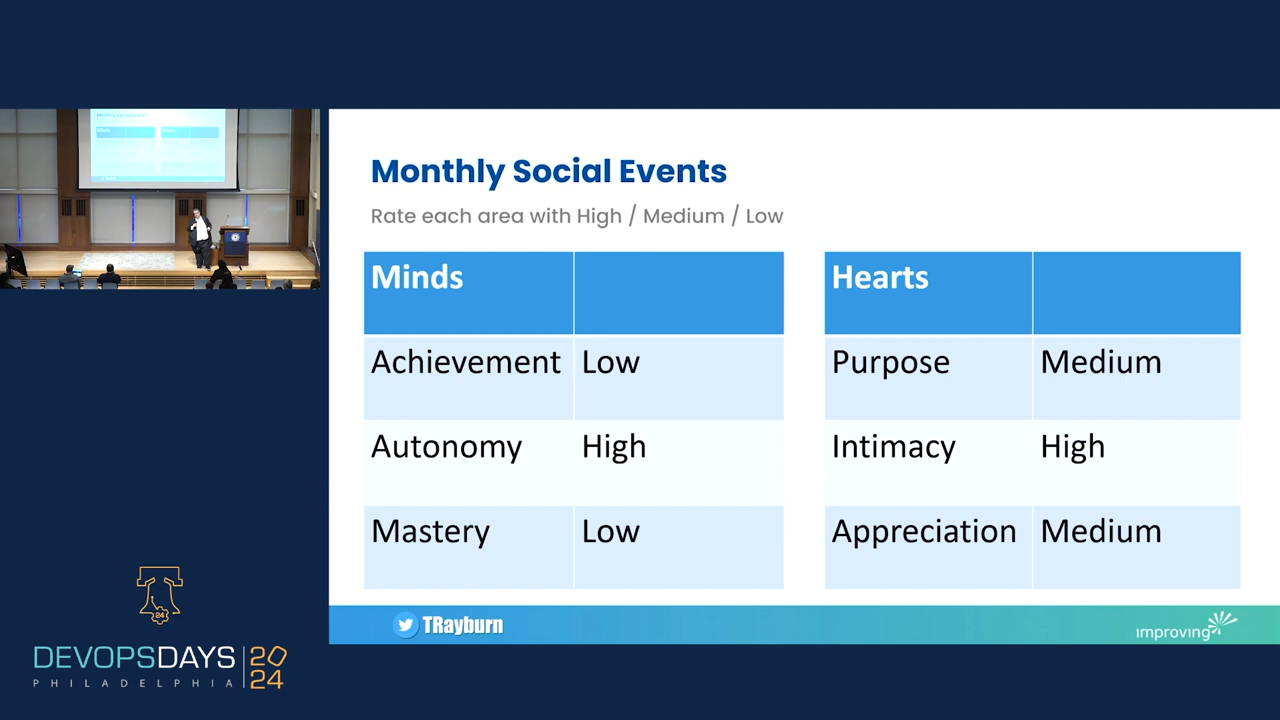 Monthly Social Events
Rate each area with High / Medium / Low
Minds
Achievement Low
Autonomy High
Mastery Low
Hearts
Purpose Medium
Intimacy High
Appreciation Medium
TRayburn
improving
24
DEVOPSDAYS 2024
PHILADELPHIA